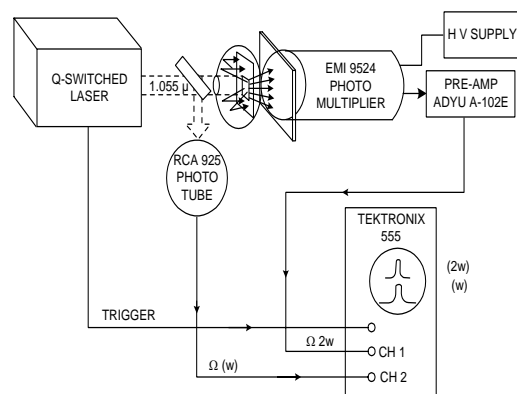 Q-SWITCHED
LASER
1.055 µ
EMI 9524
PHOTO
MULTIPLIER
H V SUPPLY
PRE-AMP
ADYU A-102E
RCA 925
PHOTO
TUBE
TEKTRONIX
555
(2w)
(w)
TRIGGER
Ω 2w
CH 1
Ω (w)
CH 2